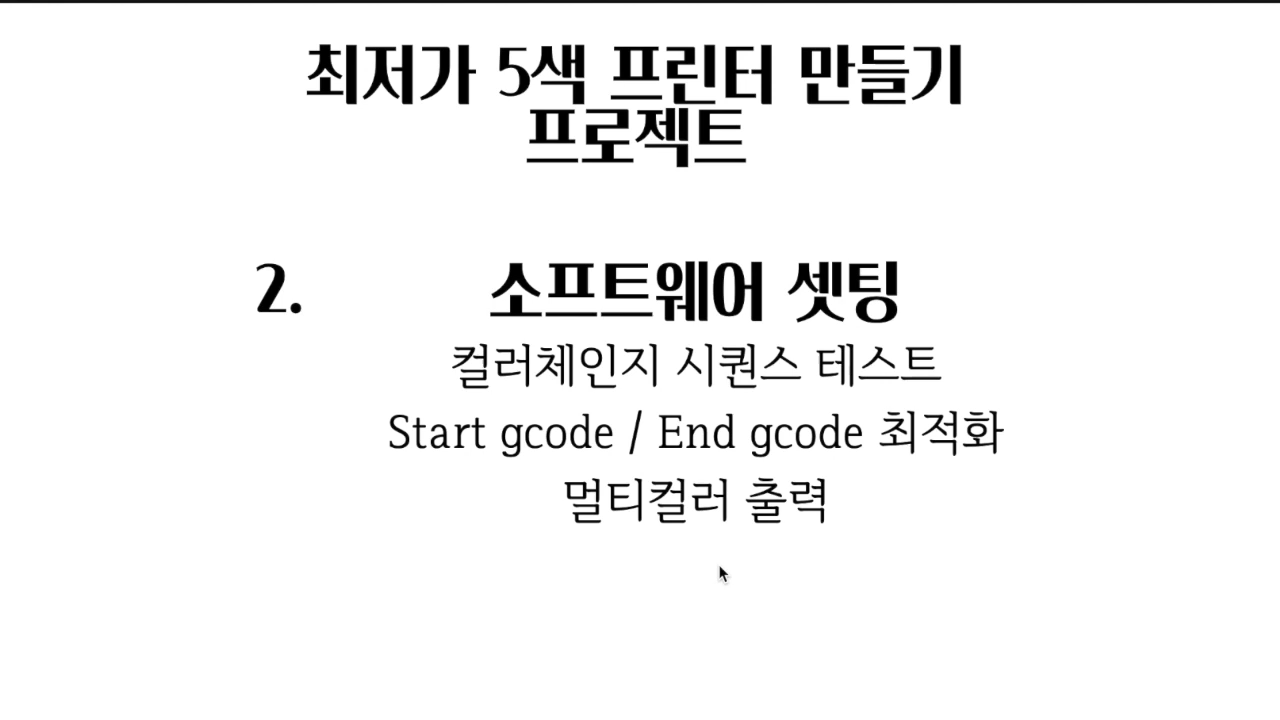 최저가 5색 프린터 만들기
프로젝트
2. 소프트웨어 셋팅
컬러체인지 시퀀스 테스트
Start gcode / End gcode 최적화
멀티컬러 출력